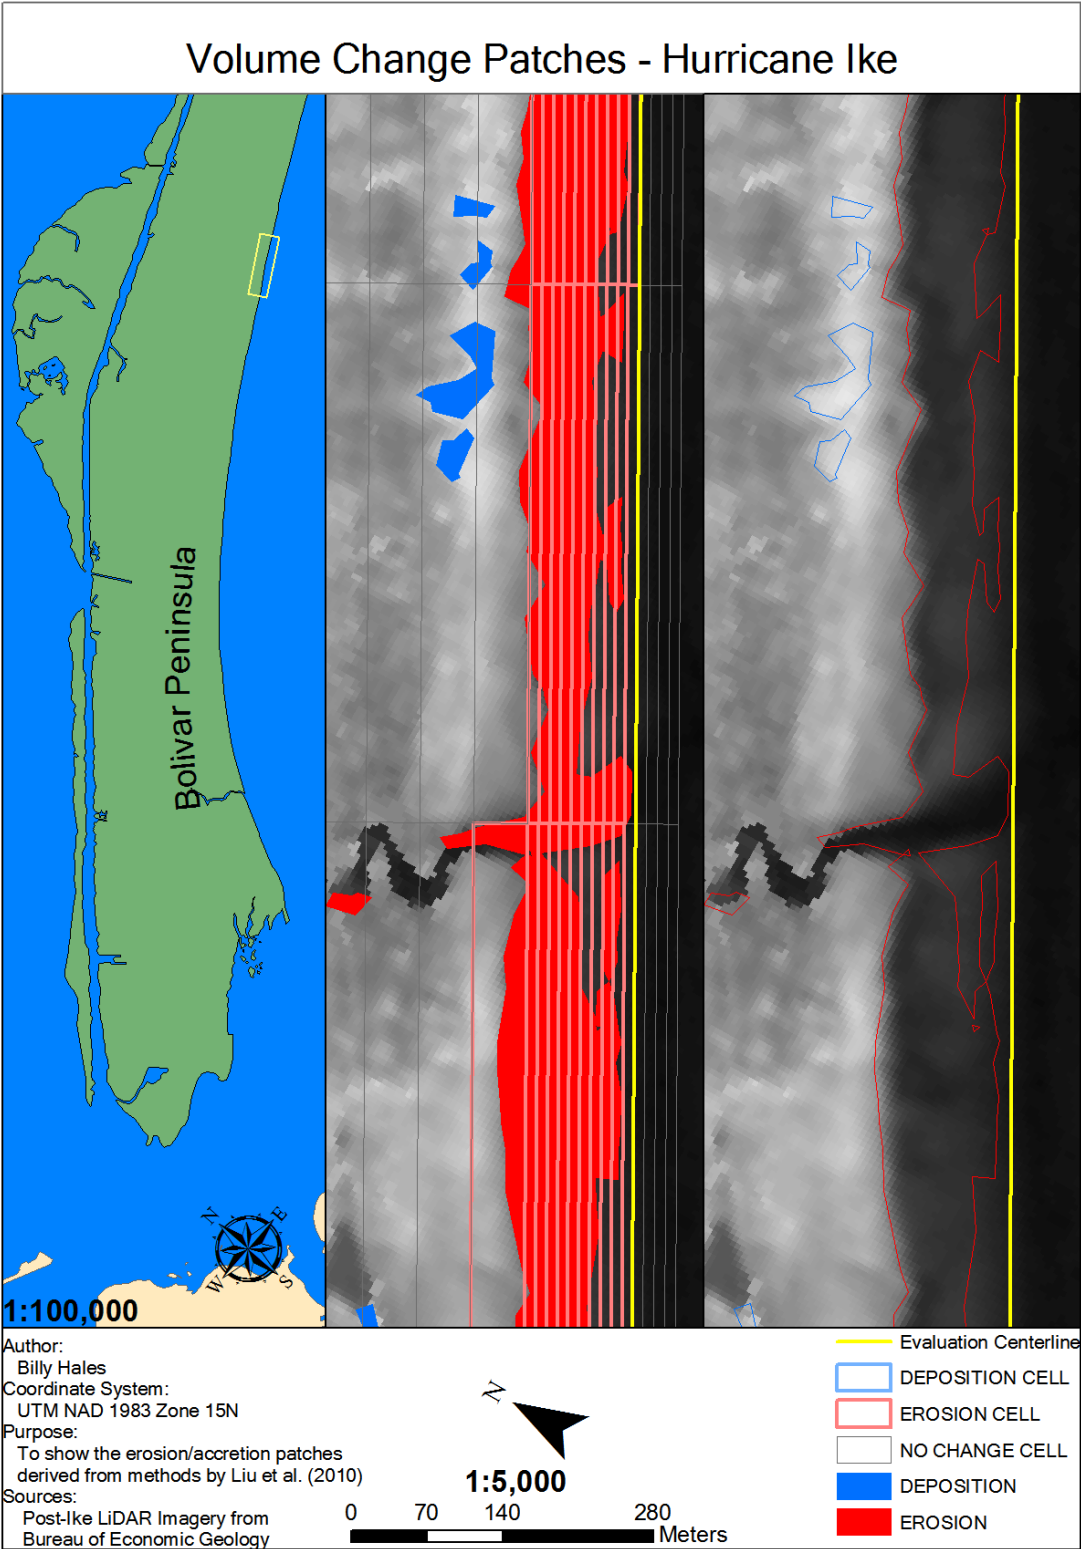 Volume Change Patches - Hurricane Ike
Bolivar Peninsula
N
E
W
S
1:100,000
Author:
Billy Hales
Coordinate System:
UTM NAD 1983 Zone 15N
Purpose:
To show the erosion/accretion patches
derived from methods by Liu et al. (2010)
Sources:
Post-Ike LiDAR Imagery from
Bureau of Economic Geology
N
1:5,000
0 70 140 280
Meters
Evaluation Centerline
DEPOSITION CELL
EROSION CELL
NO CHANGE CELL
DEPOSITION
EROSION